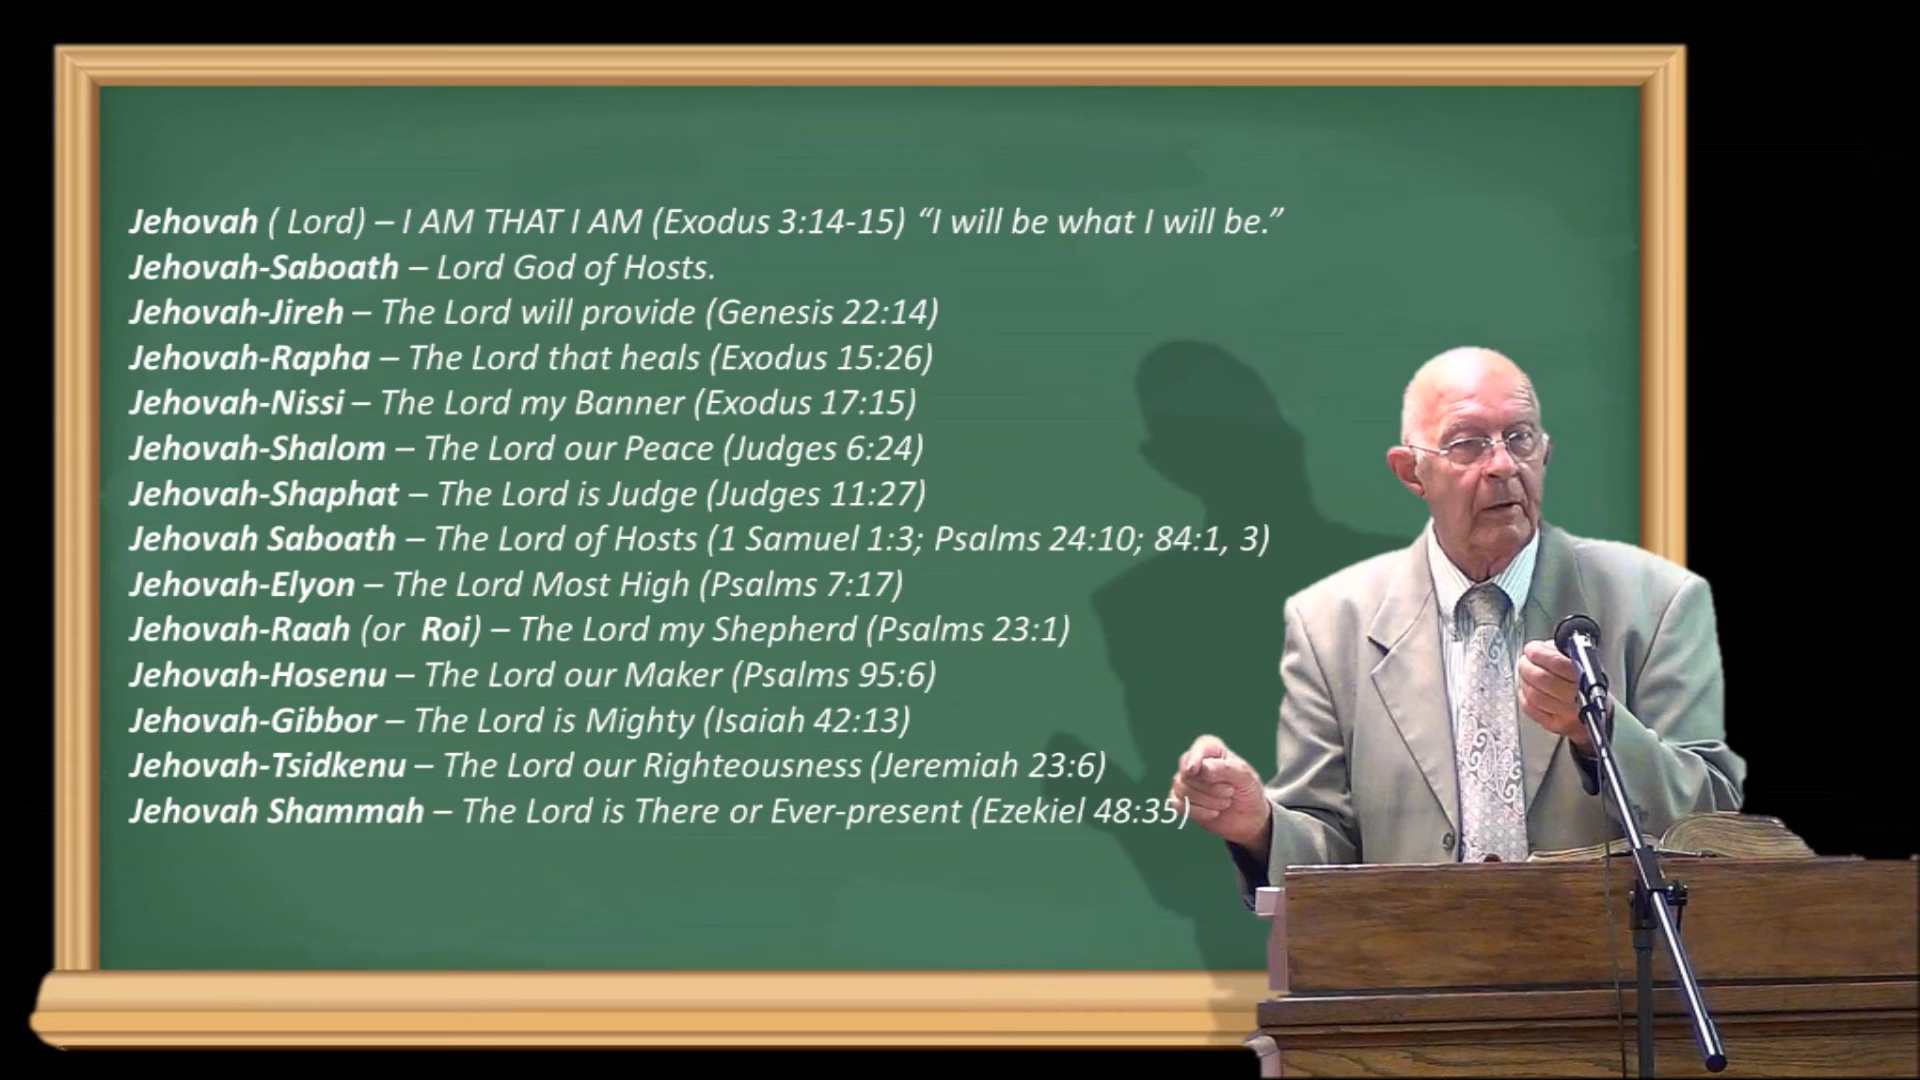 Jehovah ( Lord) – I AM THAT I AM (Exodus 3:14-15) “I will be what I will be.”
Jehovah-Saboath – Lord God of Hosts.
Jehovah-Jireh – The Lord will provide (Genesis 22:14)
Jehovah-Rapha – The Lord that heals (Exodus 15:26)
Jehovah-Nissi – The Lord my Banner (Exodus 17:15)
Jehovah-Shalom – The Lord our Peace (Judges 6:24)
Jehovah-Shaphat – The Lord is Judge (Judges 11:27)
Jehovah Saboath – The Lord of Hosts (1 Samuel 1:3; Psalms 24:10; 84:1, 3)
Jehovah-Elyon – The Lord Most High (Psalms 7:17)
Jehovah-Raah (or  Roi) – The Lord my Shepherd (Psalms 23:1)
Jehovah-Hosenu – The Lord our Maker (Psalms 95:6)
Jehovah-Gibbor – The Lord is Mighty (Isaiah 42:13)
Jehovah-Tsidkenu – The Lord our Righteousness (Jeremiah 23:6)
Jehovah Shammah – The Lord is There or Ever-present (Ezekiel 48:35)